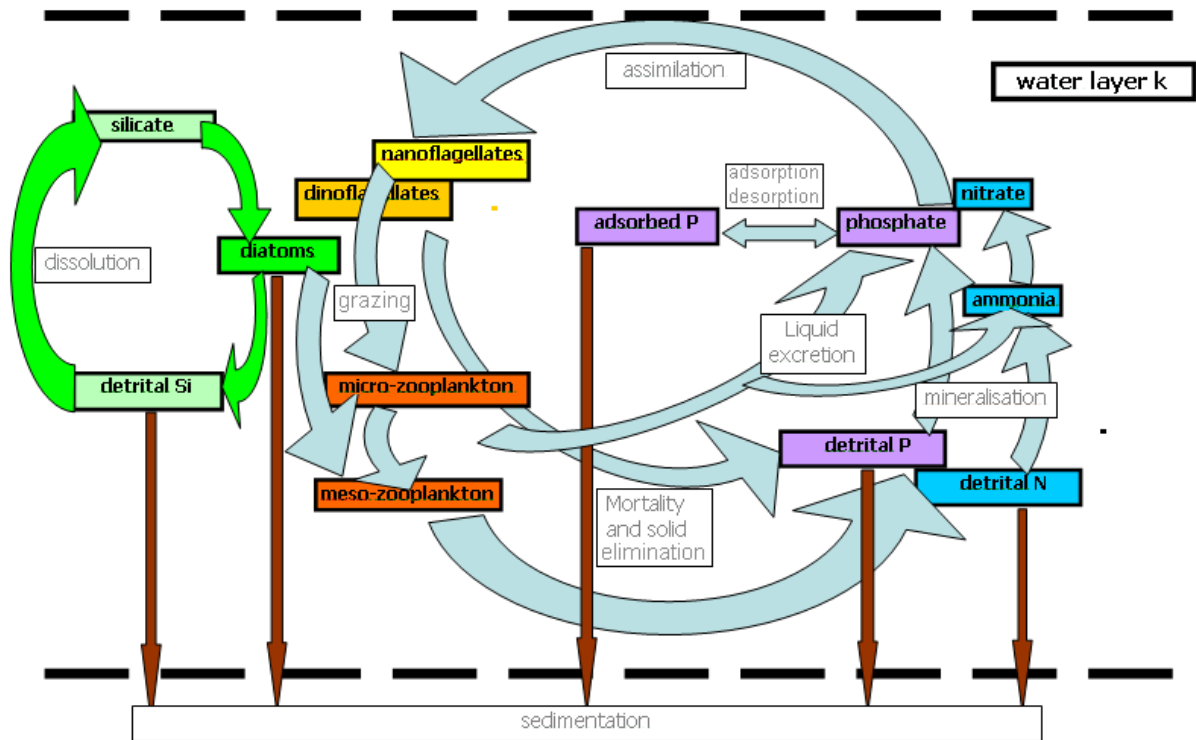 assimilation
water layer k
silicate
nanoflagellates
dinoflagellates
adsorption
desorption
nitrate
adsorbed P
phosphate
diatoms
dissolution
grazing
ammonia
Liquid
excretion
detrital Si
micro-zooplankton
mineralisation
detrital P
meso-zooplankton
detrital N
Mortality
and solid
elimination
sedimentation